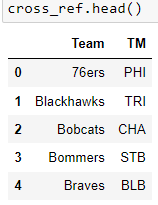 cross_ref.head()
Team TM
0 76ers PHI
1 Blackhawks TRI
2 Bobcats CHA
3 Bommers STB
4 Braves BLB